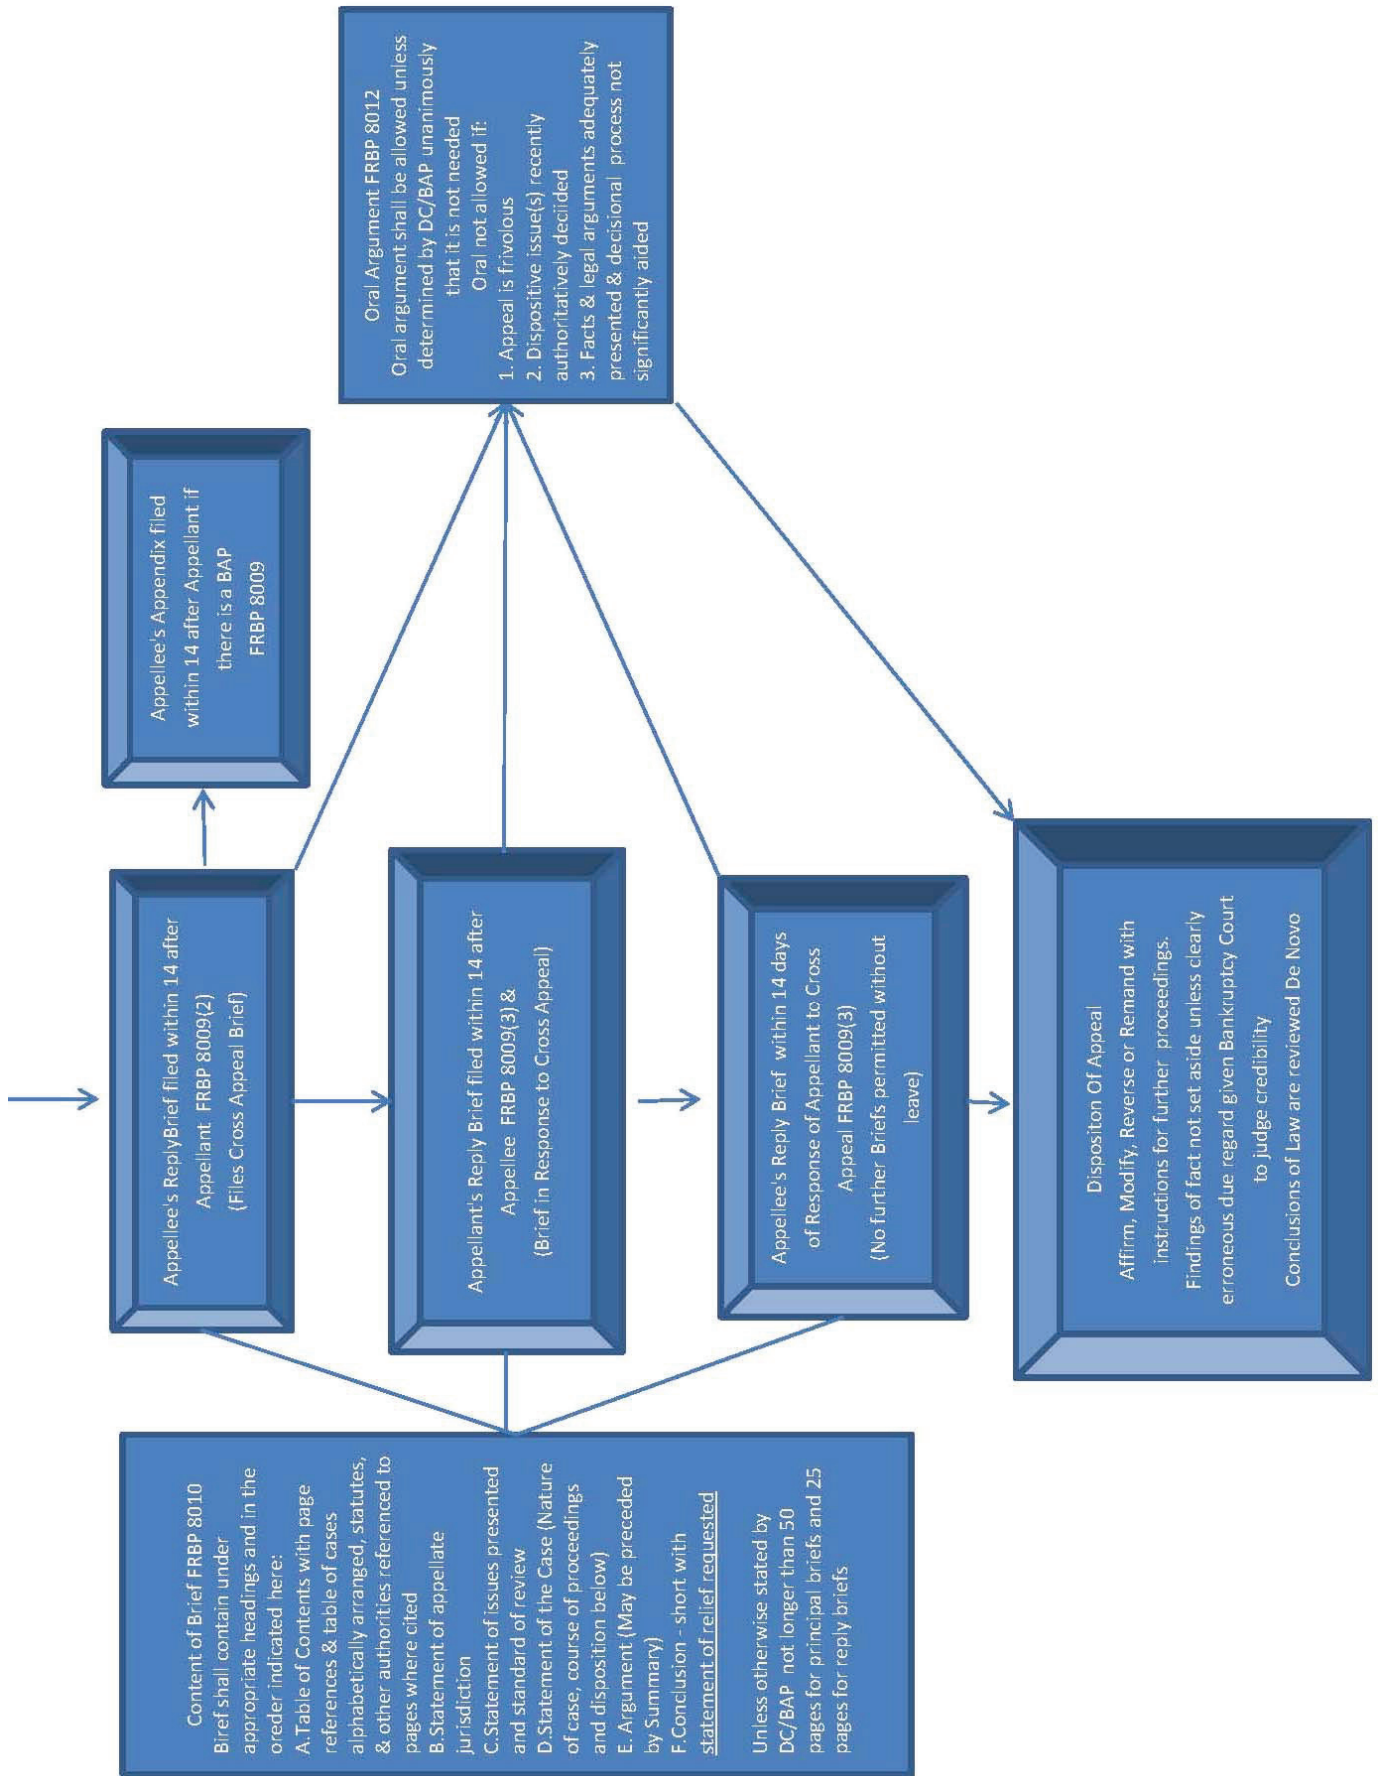 Content of Brief FRBP 8010
Biref shall contain under
appropriate headings and in the
oreder indicated here:
A.Table of Contents with page
references & table of cases
alphabetically arranged, statutes,
& other authorities referenced to
pages where cited
B.Statement of appellate
jurisdiction
C.Statement of issues presented
and standard of review
D.Statement of the Case (Nature
of case, course of proceedings
and disposition below)
E. Argument (May be preceded
by Summary)
F.Conclusion - short with
statement of relief requested
Unless otherwise stated by
DC/BAP not longer than 50
pages for principal briefs and 25
pages for reply briefs
Appellee's ReplyBrief filed within 14 after
Appellant FRBP 8009(2)
(Files Cross Appeal Brief)
Appellee's Appendix filed
within 14 after Appellant if
there is a BAP
FRBP 8009
Appellant's Reply Brief filed within 14 after
Appellee FRBP 8009(3) &
(Brief in Response to Cross Appeal)
Appellee's Reply Brief within 14 days
of Response of Appellant to Cross
Appeal FRBP 8009(3)
(No further Briefs permitted without
leave)
Oral Argument FRBP 8012
Oral argument shall be allowed unless
determined by DC/BAP unanimously
that it is not needed
Oral not allowed if:
1. Appeal is frivolous
2. Dispositive issue(s) recently
authoritatively deciided
3. Facts & legal arguments adequately
presented & decisional process not
significantly aided
Dispositon Of Appeal
Affirm, Modify, Reverse or Remand with
instructions for further proceedings.
Findings of fact not set aside unless clearly
erroneous due regard given Bankruptcy Court
to judge credibility
Conclusions of Law are reviewed De Novo